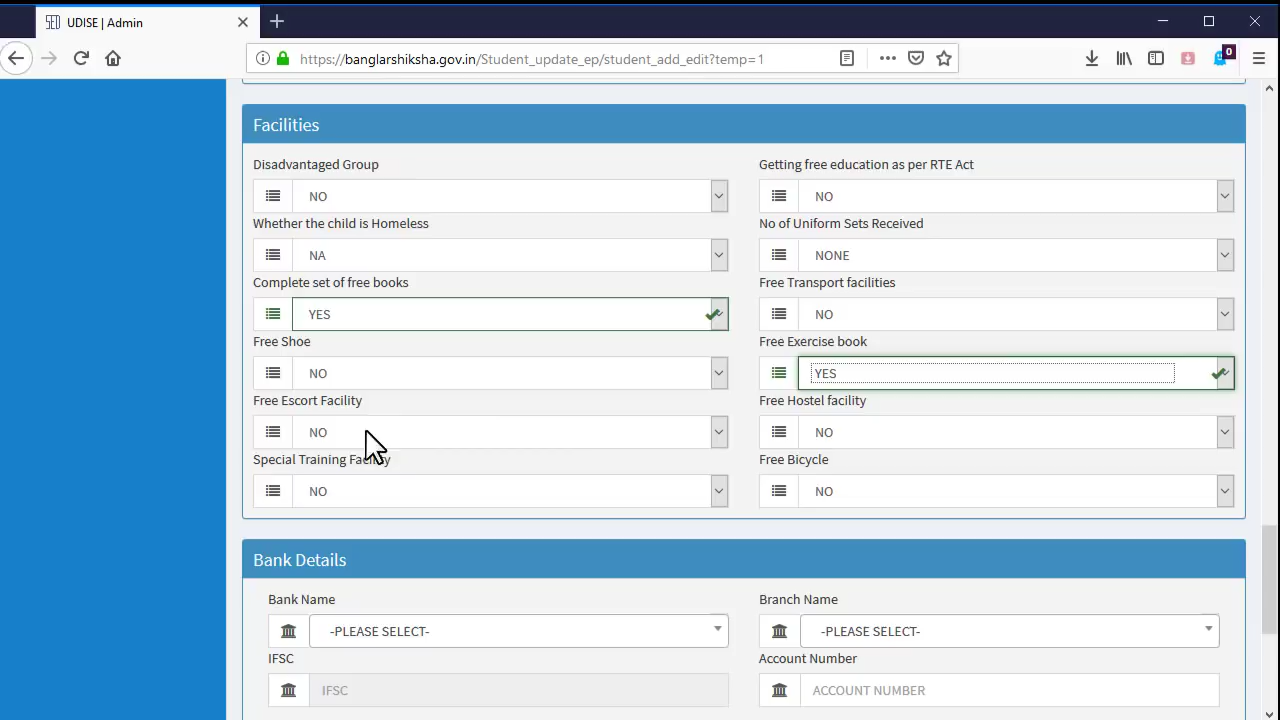 UDISE | Admin
0
https://banglarshiksha.gov.in/Student_update_ep/student_add_edit?temp=1
Facilities
Disadvantaged Group
Getting free education as per RTE Act
NO
NO
Whether the child is Homeless
No of Uniform Sets Received
NA
NONE
Complete set of free books
Free Transport facilities
YES
NO
Free Shoe
Free Exercise book
NO
YES
Free Escort Facility
Free Hostel facility
NO
NO
Special Training Facility
Free Bicycle
NO
NO
Bank Details
Bank Name
Branch Name
-PLEASE SELECT-
-PLEASE SELECT-
IFSC
Account Number
IFSC
ACCOUNT NUMBER